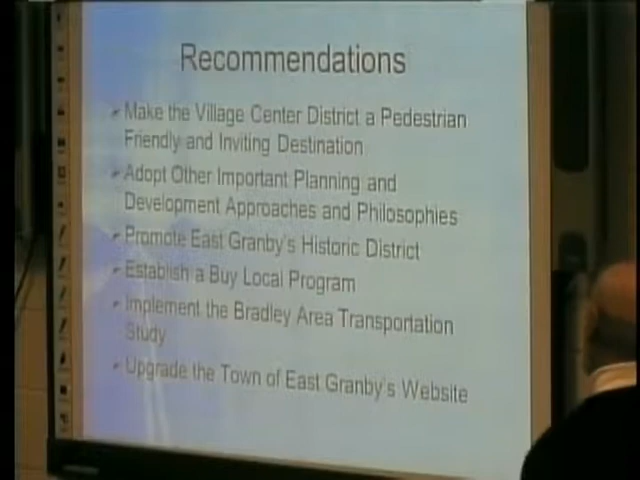 Recommendations
Make the Village Center District a Pedestrian
Friendly and Inviting Destination
Adopt Other Important Planning and
Development Approaches and Philosophies
Promote East Granby's Historic District
Establish a Buy Local Program
Implement the Bradley Area Transportation
Study
Upgrade the Town of East Granby's Website